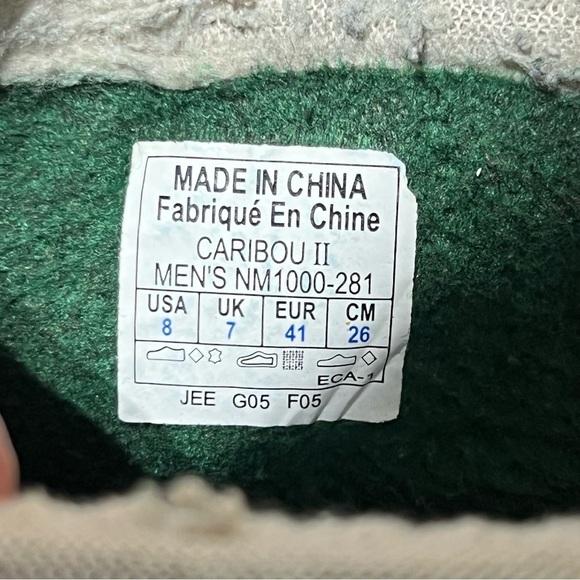 MADE IN CHINA
Fabriqué En Chine
CARIBOU II
MEN'S NM1000-281
USA UK EUR CM
8 7 41 26
ECA-1
JEE G05 F05